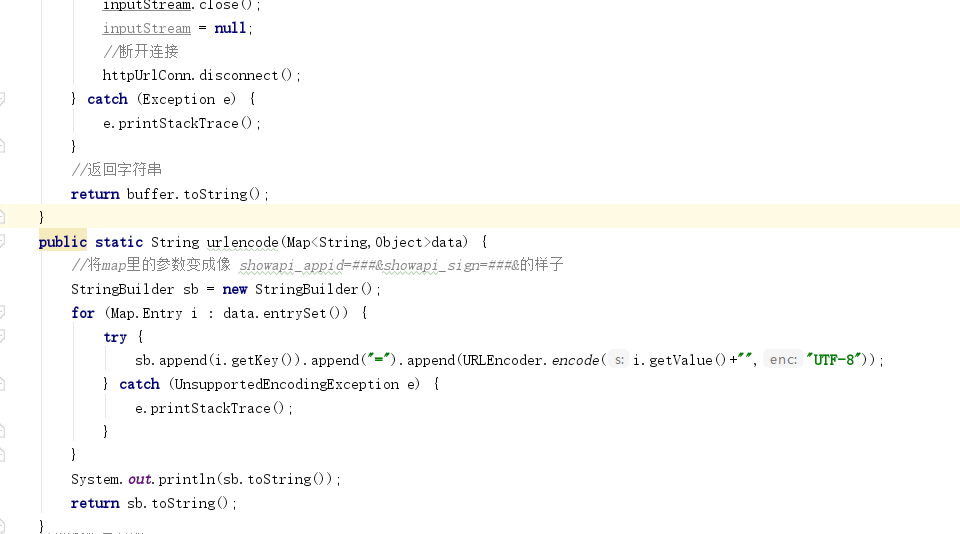 inputStream.close();
inputStream = null;
//断开连接
httpUrlConn.disconnect();
} catch (Exception e) {
e.printStackTrace();
}
//返回字符串
return buffer.toString();
}
public static String urlencode(Map<String,Object>data) {
//将map里的参数变成像 showapi_appid=###&showapi_sign=###&的样子
StringBuilder sb = new StringBuilder();
for (Map.Entry i : data.entrySet()) {
try {
sb.append(i.getKey()).append("=").append(URLEncoder.encode( s: i.getValue()+"", enc: "UTF-8"));
} catch (UnsupportedEncodingException e) {
e.printStackTrace();
}
}
System.out.println(sb.toString());
return sb.toString();
}